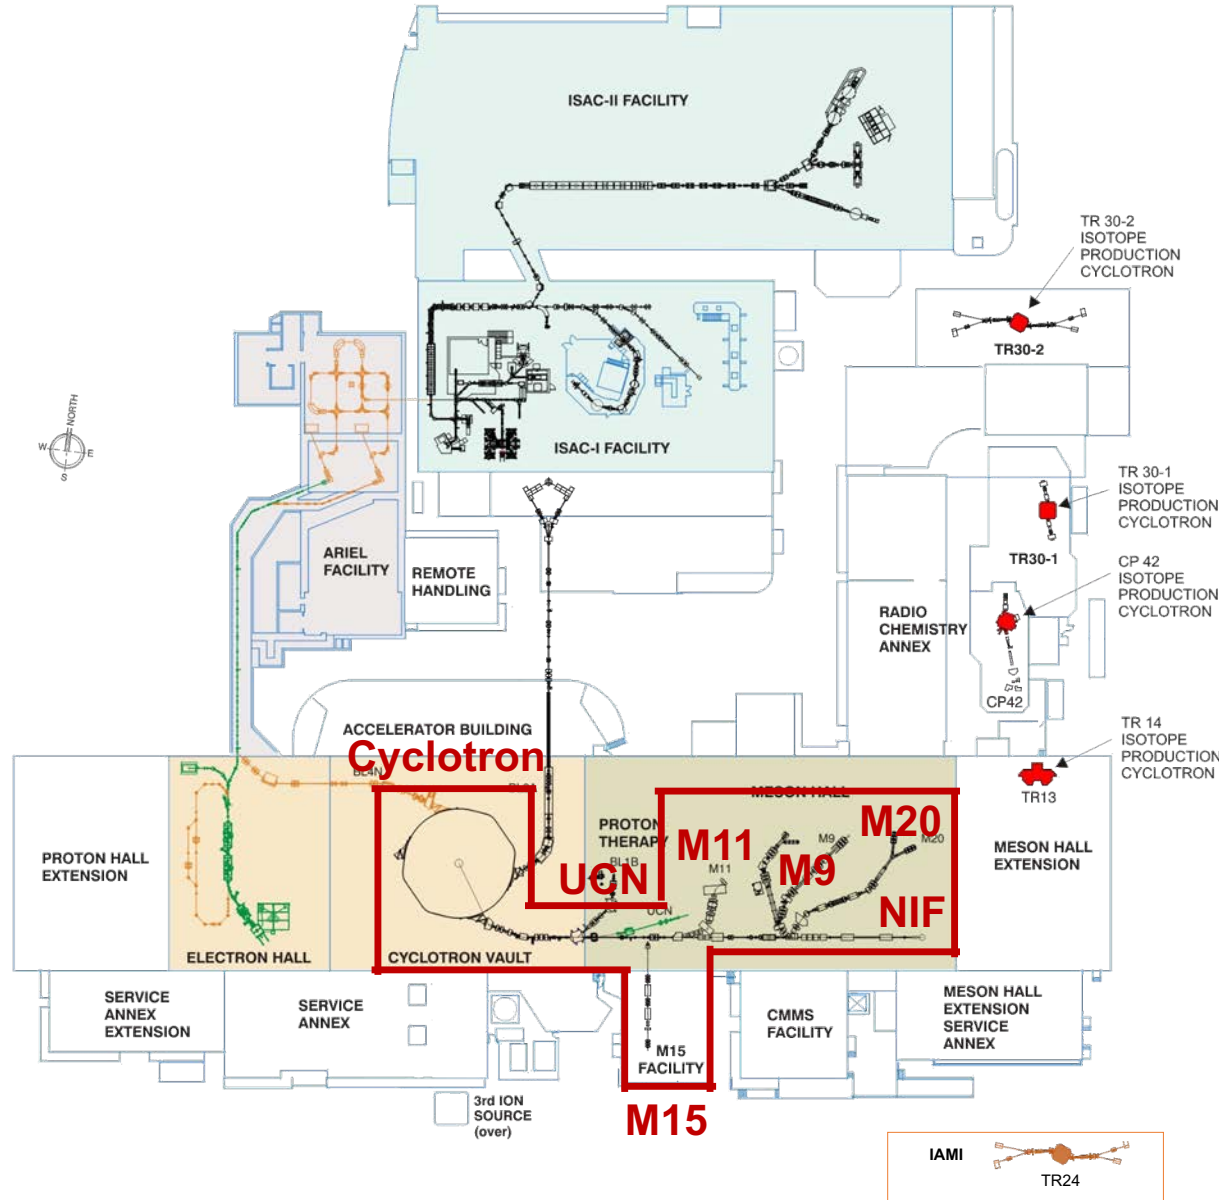 ISAC-II FACILITY
TR 30-2
ISOTOPE
PRODUCTION
CYCLOTRON
TR30-2
NORTH
W
E
S
ISAC-I FACILITY
TR 30-1
ISOTOPE
PRODUCTION
CYCLOTRON
TR30-1
ARIEL
FACILITY
REMOTE
HANDLING
CP 42
ISOTOPE
PRODUCTION
CYCLOTRON
RADIO
CHEMISTRY
ANNEX
CP42
ACCELERATOR BUILDING
TR 14
ISOTOPE
PRODUCTION
CYCLOTRON
TR13
Cyclotron
BL4N
MESON HALL
PROTON
THERAPY
M11
M20
M9
M20
M9
M11
BL1B
UCN
UCN
NIF
PROTON HALL
EXTENSION
MESON HALL
EXTENSION
ELECTRON HALL
CYCLOTRON VAULT
SERVICE
ANNEX
EXTENSION
SERVICE
ANNEX
M15
FACILITY
CMMS
FACILITY
MESON HALL
EXTENSION
SERVICE
ANNEX
3rd ION
SOURCE
(over)
M15
IAMI
TR24